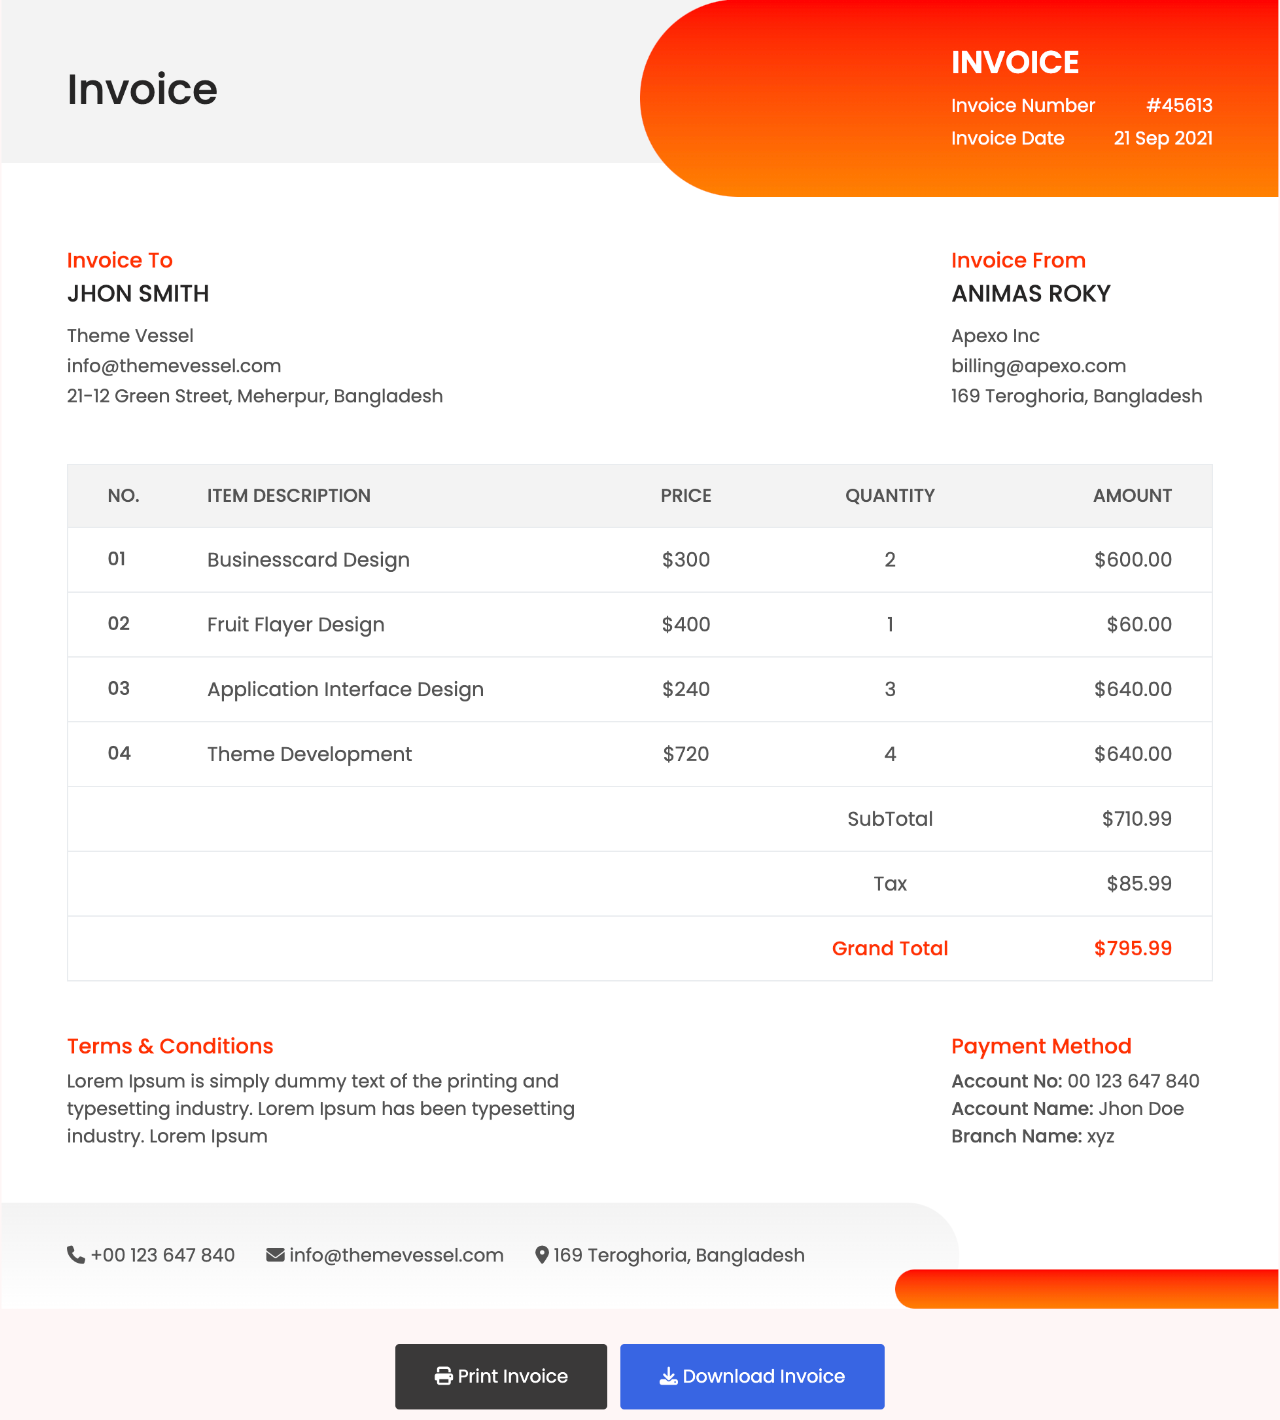 Invoice
INVOICE
Invoice Number #45613
Invoice Date 21 Sep 2021
Invoice To
JHON SMITH
Theme Vessel
info@themevessel.com
21-12 Green Street, Meherpur, Bangladesh
Invoice From
ANIMAS ROKY
Apexo Inc
billing@apexo.com
169 Teroghoria, Bangladesh
NO. ITEM DESCRIPTION PRICE QUANTITY AMOUNT
01 Businesscard Design $300 2 $600.00
02 Fruit Flayer Design $400 1 $60.00
03 Application Interface Design $240 3 $640.00
04 Theme Development $720 4 $640.00
SubTotal $710.99
Tax $85.99
Grand Total $795.99
Terms & Conditions
Lorem Ipsum is simply dummy text of the printing and
typesetting industry. Lorem Ipsum has been typesetting
industry. Lorem Ipsum
Payment Method
Account No: 00 123 647 840
Account Name: Jhon Doe
Branch Name: xyz
+00 123 647 840 info@themevessel.com 169 Teroghoria, Bangladesh
Print Invoice Download Invoice